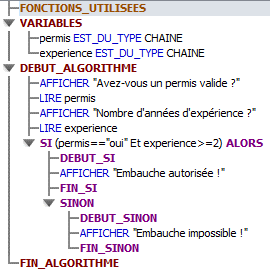 FONCTIONS_UTILISEES
VARIABLES
permis EST_DU_TYPE CHAINE
experience EST_DU_TYPE CHAINE
DEBUT_ALGORITHME
AFFICHER "Avez-vous un permis valide ?"
LIRE permis
AFFICHER "Nombre d'années d'expérience ?"
LIRE experience
SI (permis=="oui" Et experience>=2) ALORS
DEBUT_SI
AFFICHER "Embauche autorisée !"
FIN_SI
SINON
DEBUT_SINON
AFFICHER "Embauche impossible !"
FIN_SINON
FIN_ALGORITHME